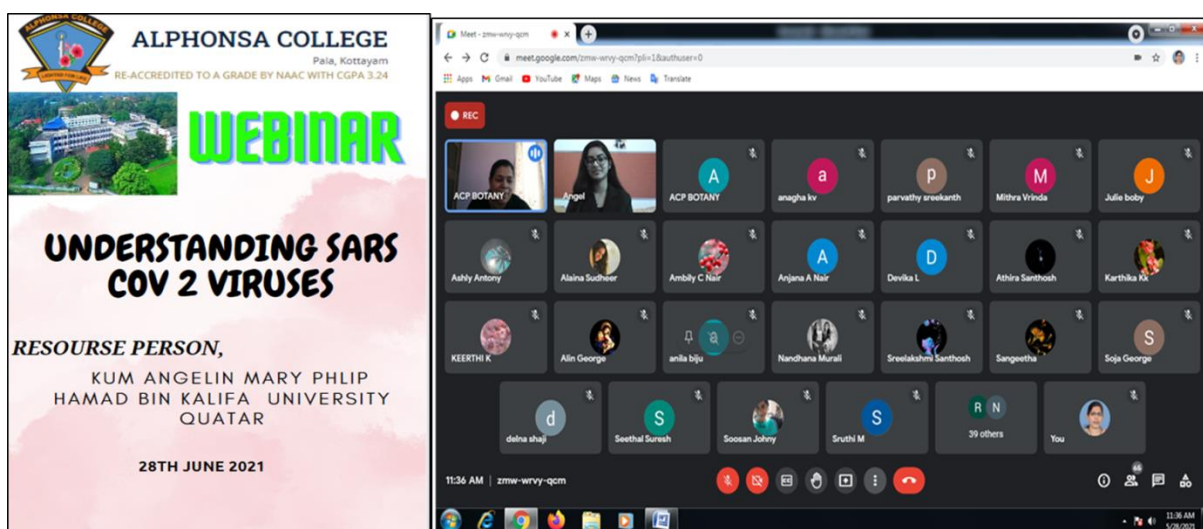 ALPHONSA COLLEGE
Pala, Kottayam
RE-ACCREDITED TO A GRADE BY NAAC WITH CGPA 3.24
WEBINAR
UNDERSTANDING SARS
COV 2 VIRUSES
RESOURSE PERSON,
KUM ANGELIN MARY PHLIP
HAMAD BIN KALIFA UNIVERSITY
QUATAR
28TH JUNE 2021
Meet - zmw-wrvy-qcm
meet.google.com/zmw-wrvy-qcm?pli=1&authuser=0
Apps Gmail YouTube Maps News Translate
REC
ACP BOTANY
Angel
A
ACP BOTANY
a
anagha kv
p
parvathy sreekanth
M
Mithra Vrinda
J
Julie boby
Ashly Antony
Alaina Sudheer
Ambily C Nair
A
Anjana A Nair
D
Devika L
Athira Santhosh
Karthika Kk
KEERTHI K
Alin George
anila biju
Nandhana Murali
Sreelakshmi Santhosh
Sangeetha
S
Soja George
d
delna shaji
S
Seethal Suresh
Soosan Johny
S
Sruthi M
R N
39 others
You
11:36 AM | zmw-wrvy-qcm
66
11:36 AM
5/28/2021